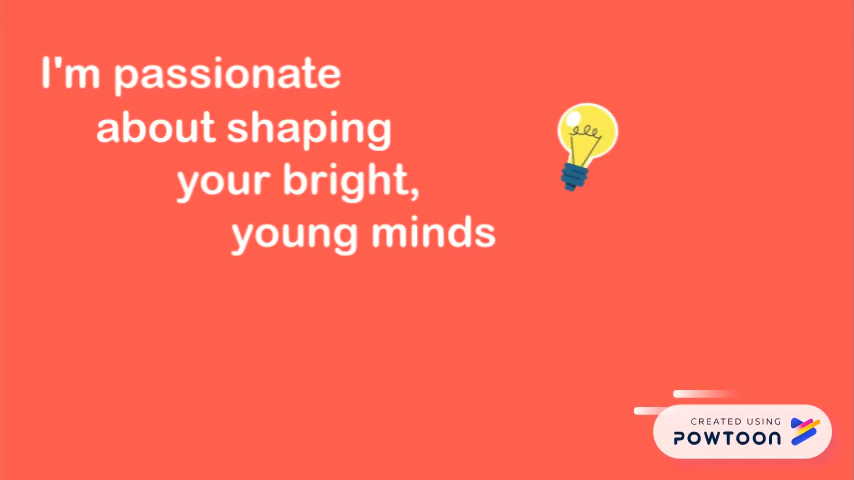 I'm passionate
about shaping
your bright,
young minds
CREATED USING
POWTOON